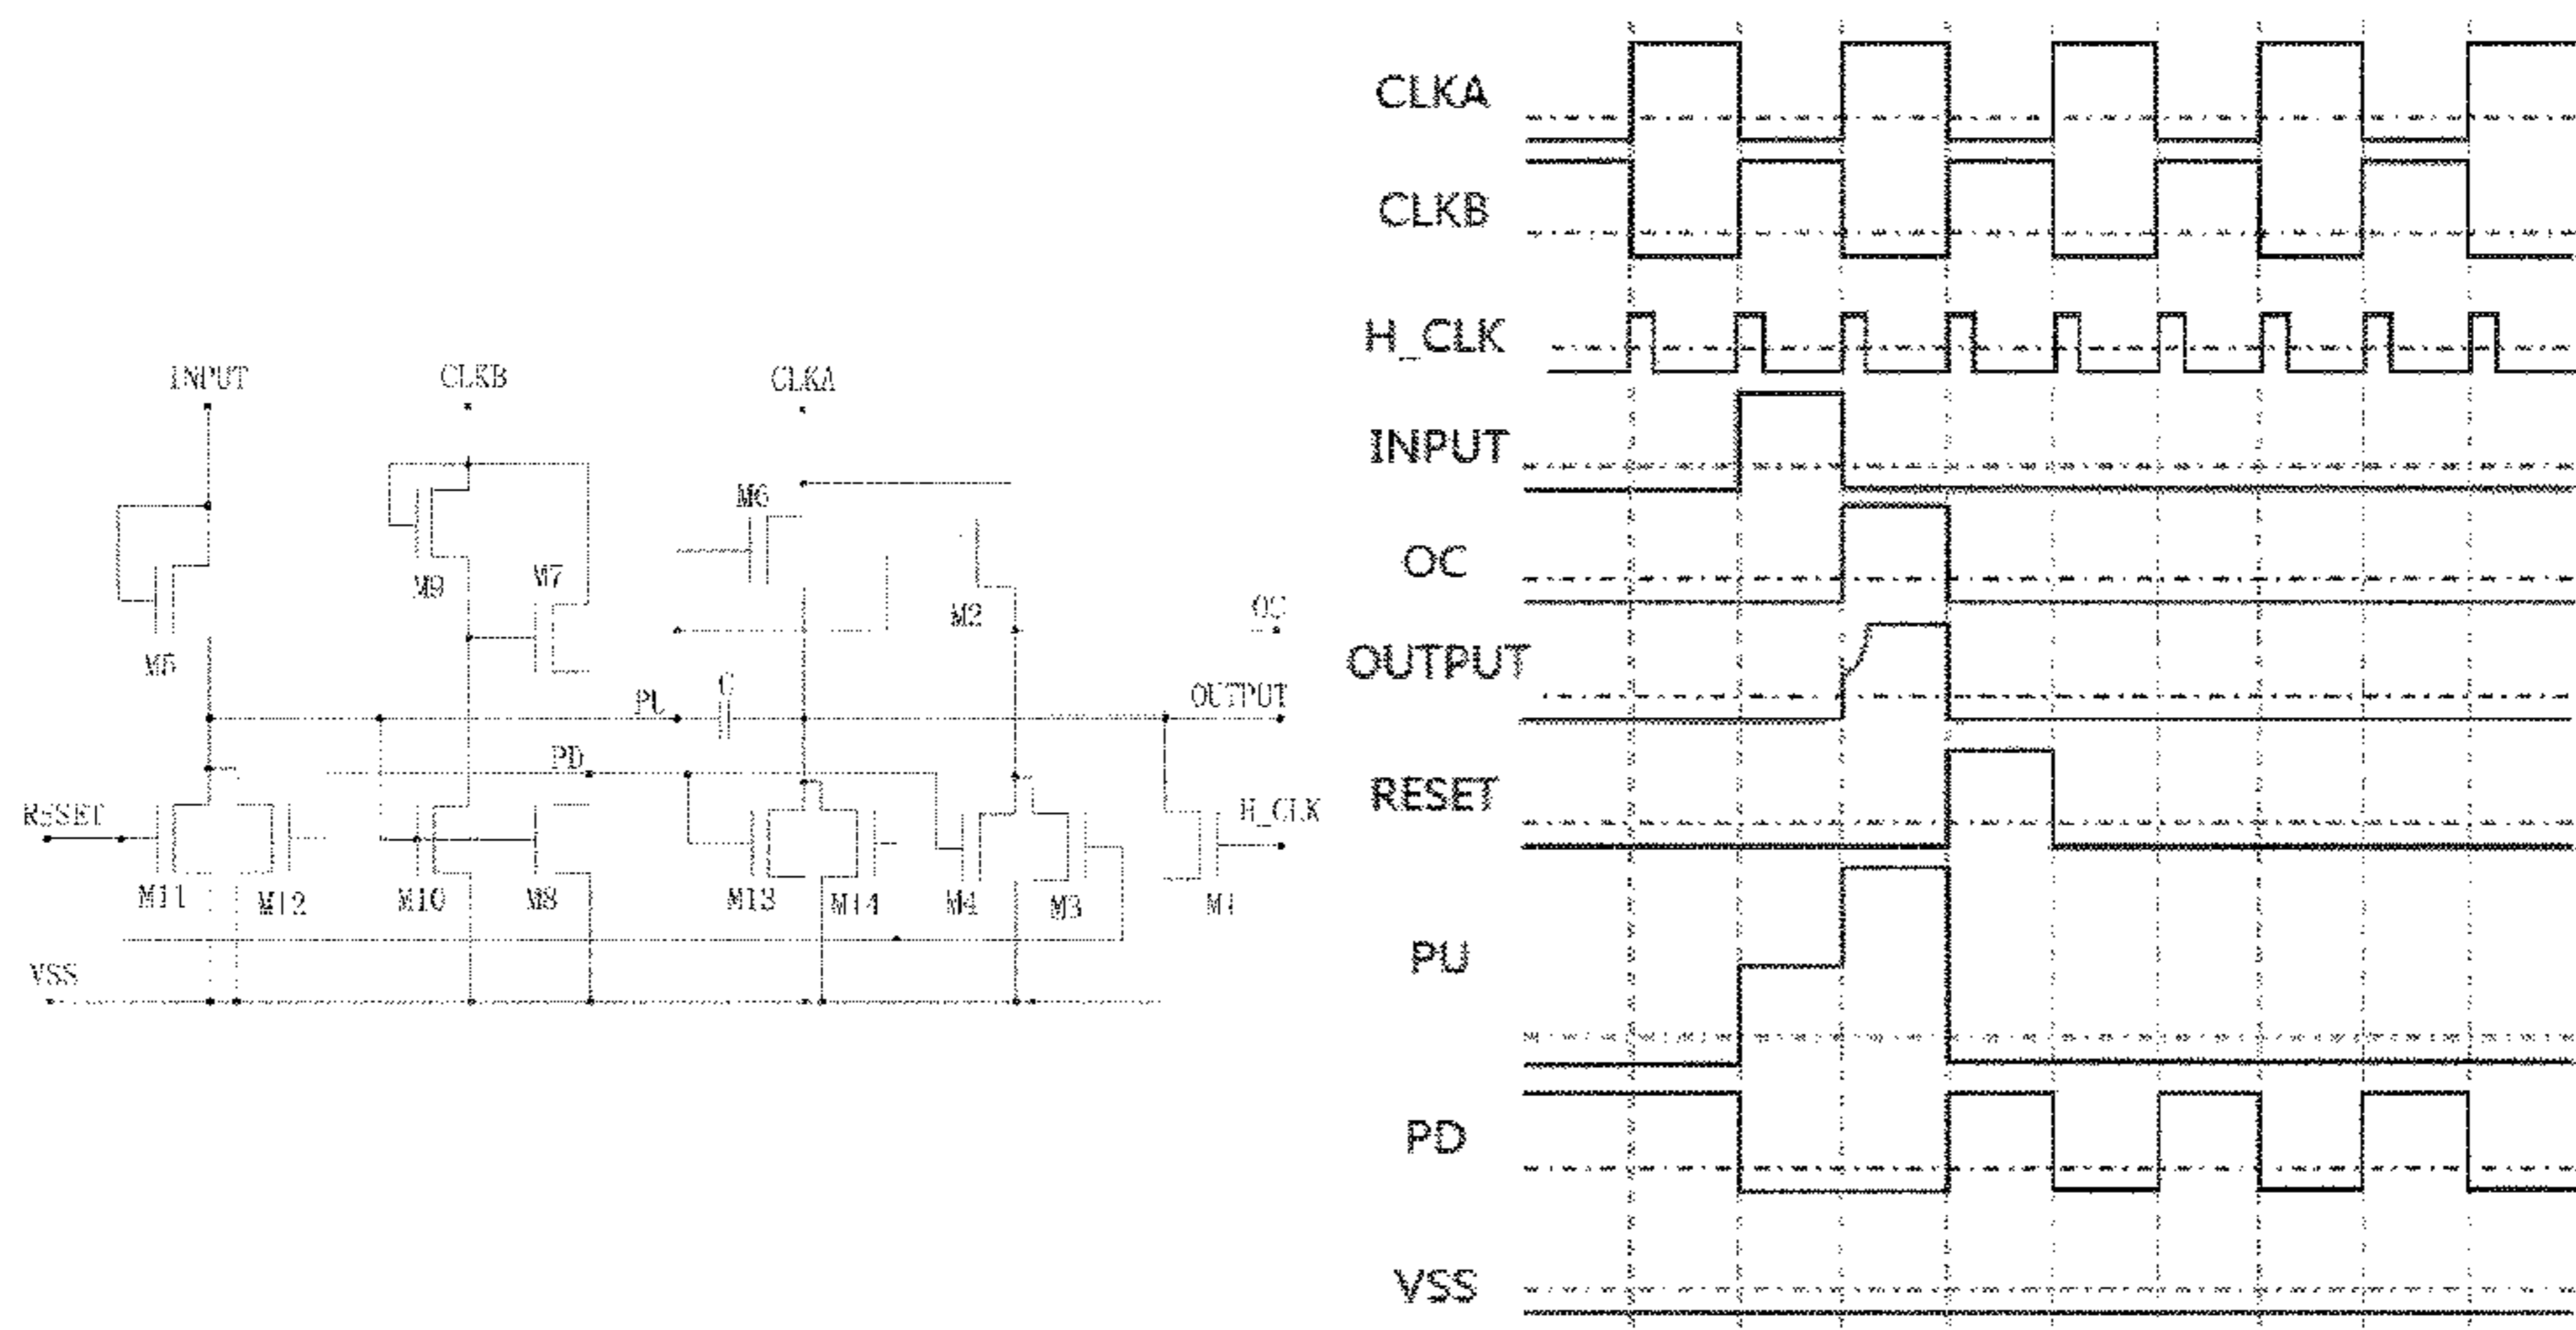 CLKA
CLKB
H_CLK
INPUT
OC
OUTPUT
RESET
PU
PD
VSS
INPUT CLKB CLKA
M6
M9 M7
M5 M2 OC
PU C OUTPUT
PD
RESET H_CLK
M11 M12 M10 M8 M13 M14 M4 M3 M1
VSS